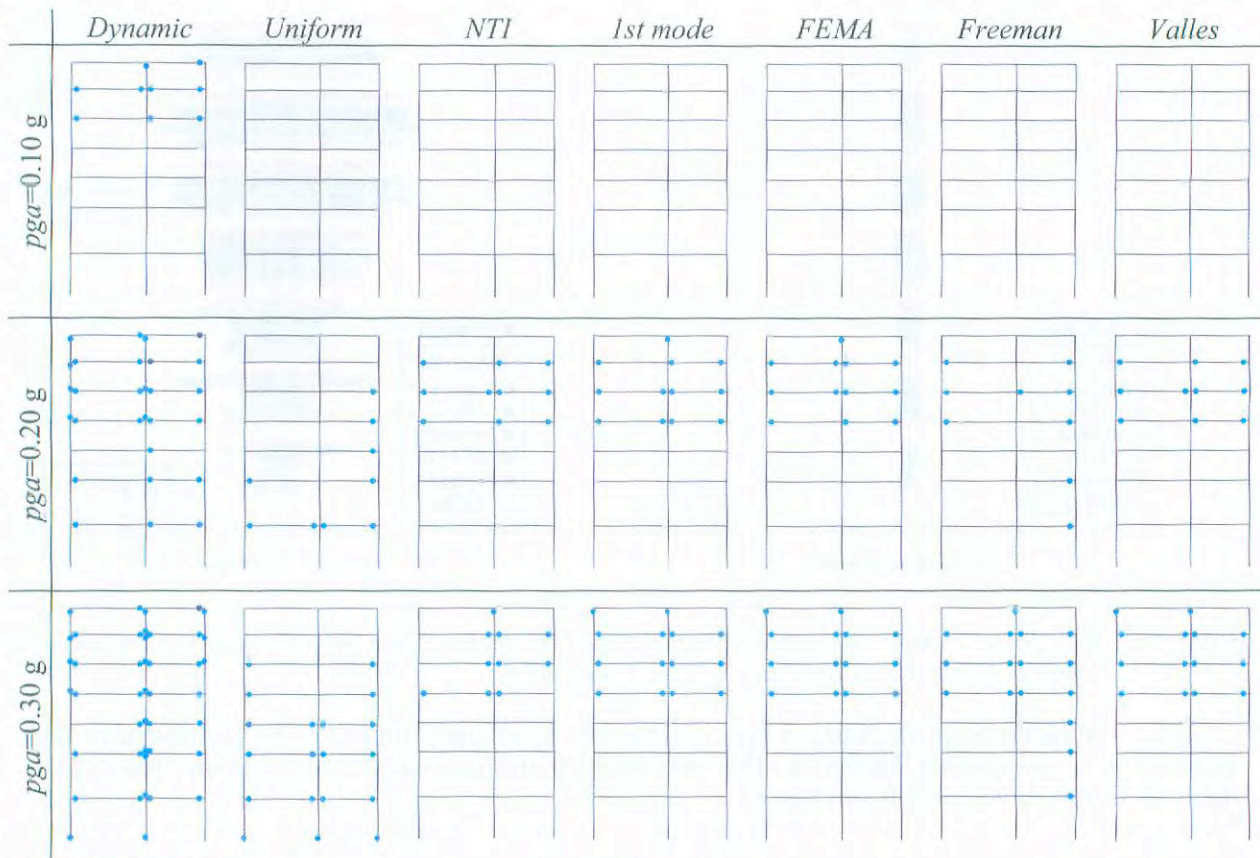 Dynamic Uniform NTI 1st mode FEMA Freeman Valles
pga=0.10 g
pga=0.20 g
pga=0.30 g